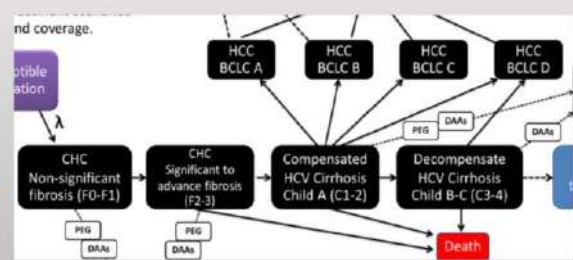 nd coverage.
HCC
BCLC A
HCC
BCLC B
HCC
BCLC C
HCC
BCLC D
ptible
ation
λ
PEG
DAAs
DAAs
CHC
Non-significant
fibrosis (F0-F1)
CHC
Significant to
advance fibrosis
(F2-3)
Compensated
HCV Cirrhosis
Child A (C1-2)
Decompensate
HCV Cirrhosis
Child B-C (C3-4)
t
PEG
DAAs
PEG
DAAs
Death